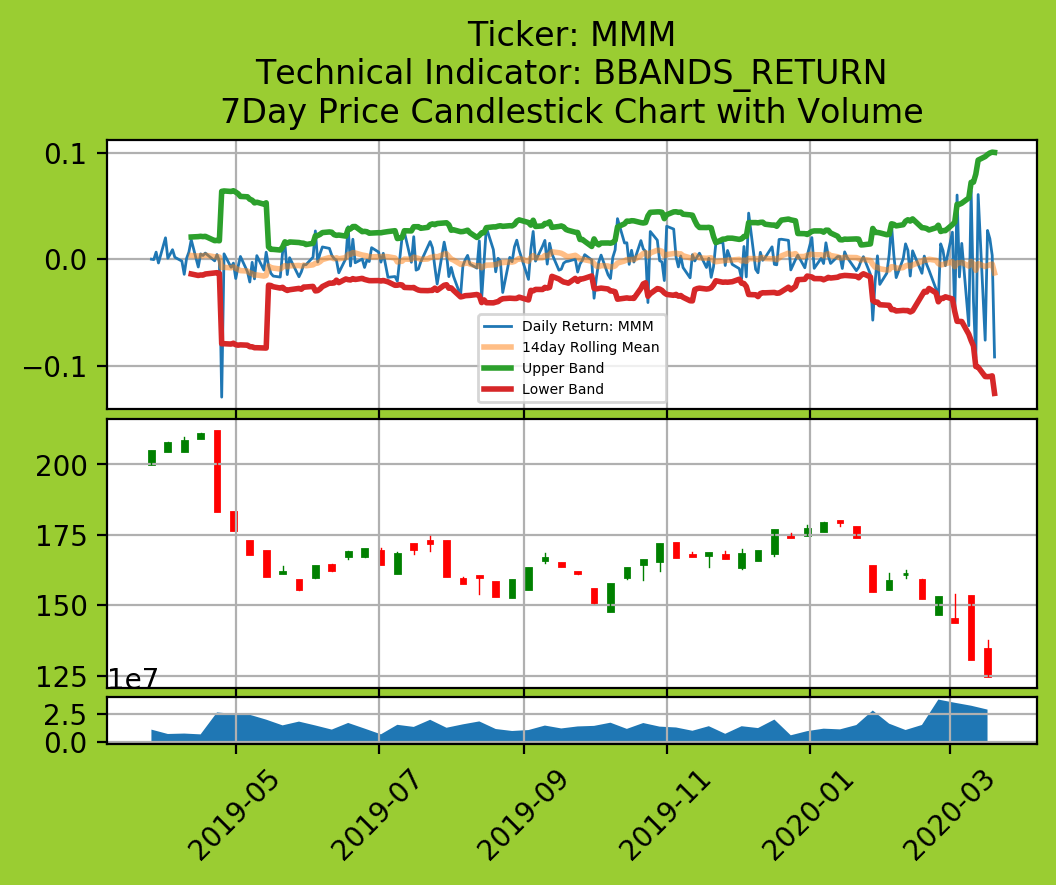 Ticker: MMM
Technical Indicator: BBANDS_RETURN
7Day Price Candlestick Chart with Volume
0.1
0.0
−0.1
Daily Return: MMM
14day Rolling Mean
Upper Band
Lower Band
200
175
150
125
1e7
2.5
0.0
2019-05
2019-07
2019-09
2019-11
2020-01
2020-03